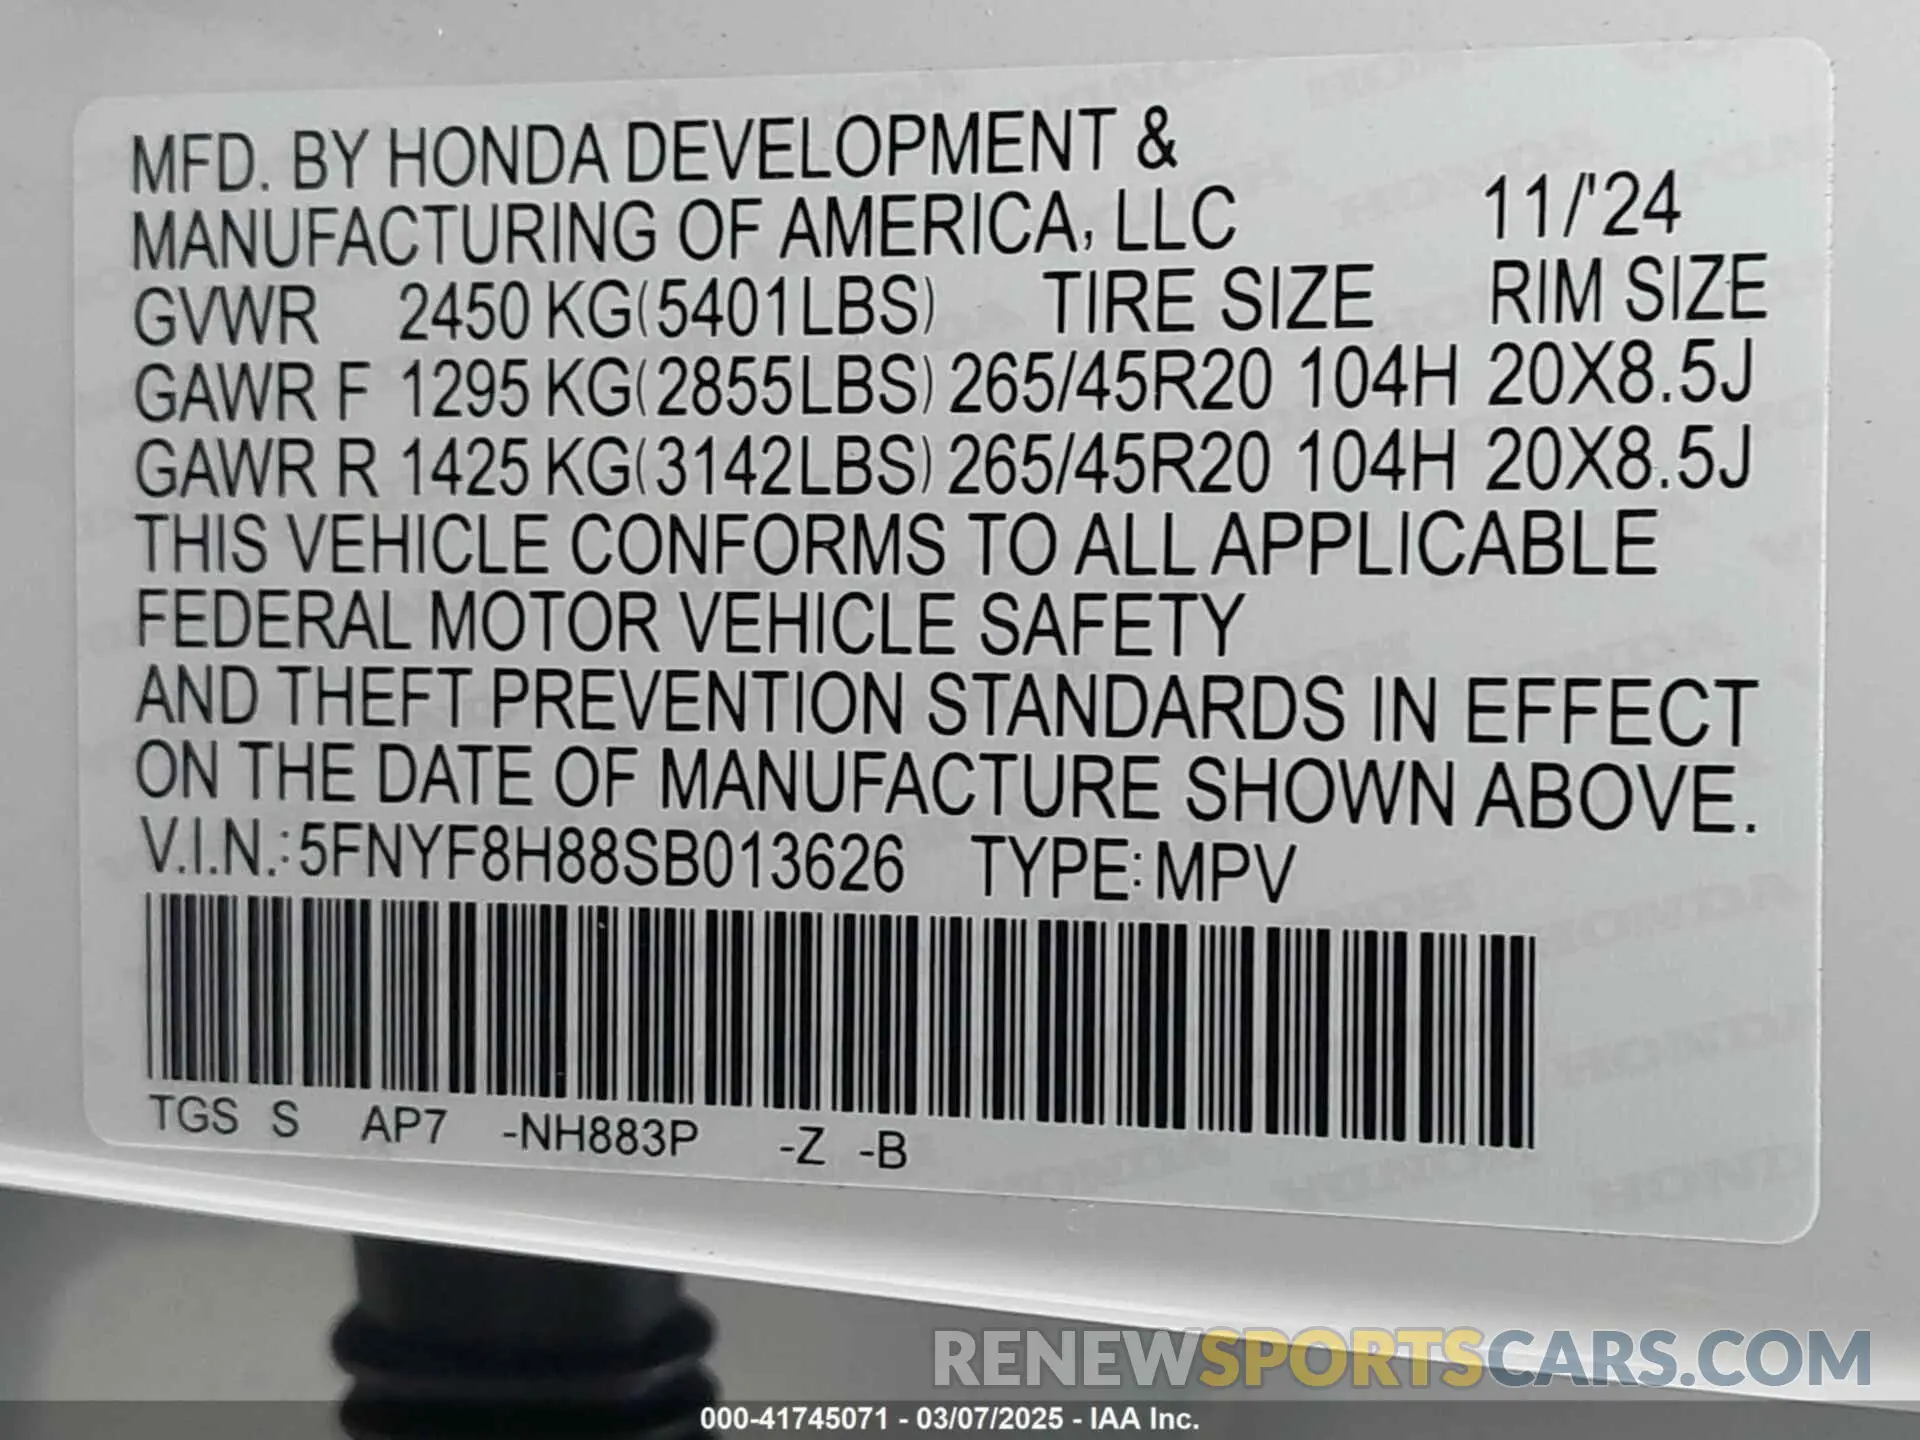 MFD. BY HONDA DEVELOPMENT &
MANUFACTURING OF AMERICA, LLC 11/'24
GVWR 2450 KG(5401LBS) TIRE SIZE RIM SIZE
GAWR F 1295 KG(2855LBS) 265/45R20 104H 20X8.5J
GAWR R 1425 KG(3142LBS) 265/45R20 104H 20X8.5J
THIS VEHICLE CONFORMS TO ALL APPLICABLE
FEDERAL MOTOR VEHICLE SAFETY
AND THEFT PREVENTION STANDARDS IN EFFECT
ON THE DATE OF MANUFACTURE SHOWN ABOVE.
V.I.N.:5FNYF8H88SB013626 TYPE:MPV
TGS S AP7 -NH883P -Z -B
RENEWSPORTSCARS.COM
000-41745071 - 03/07/2025 - IAA Inc.